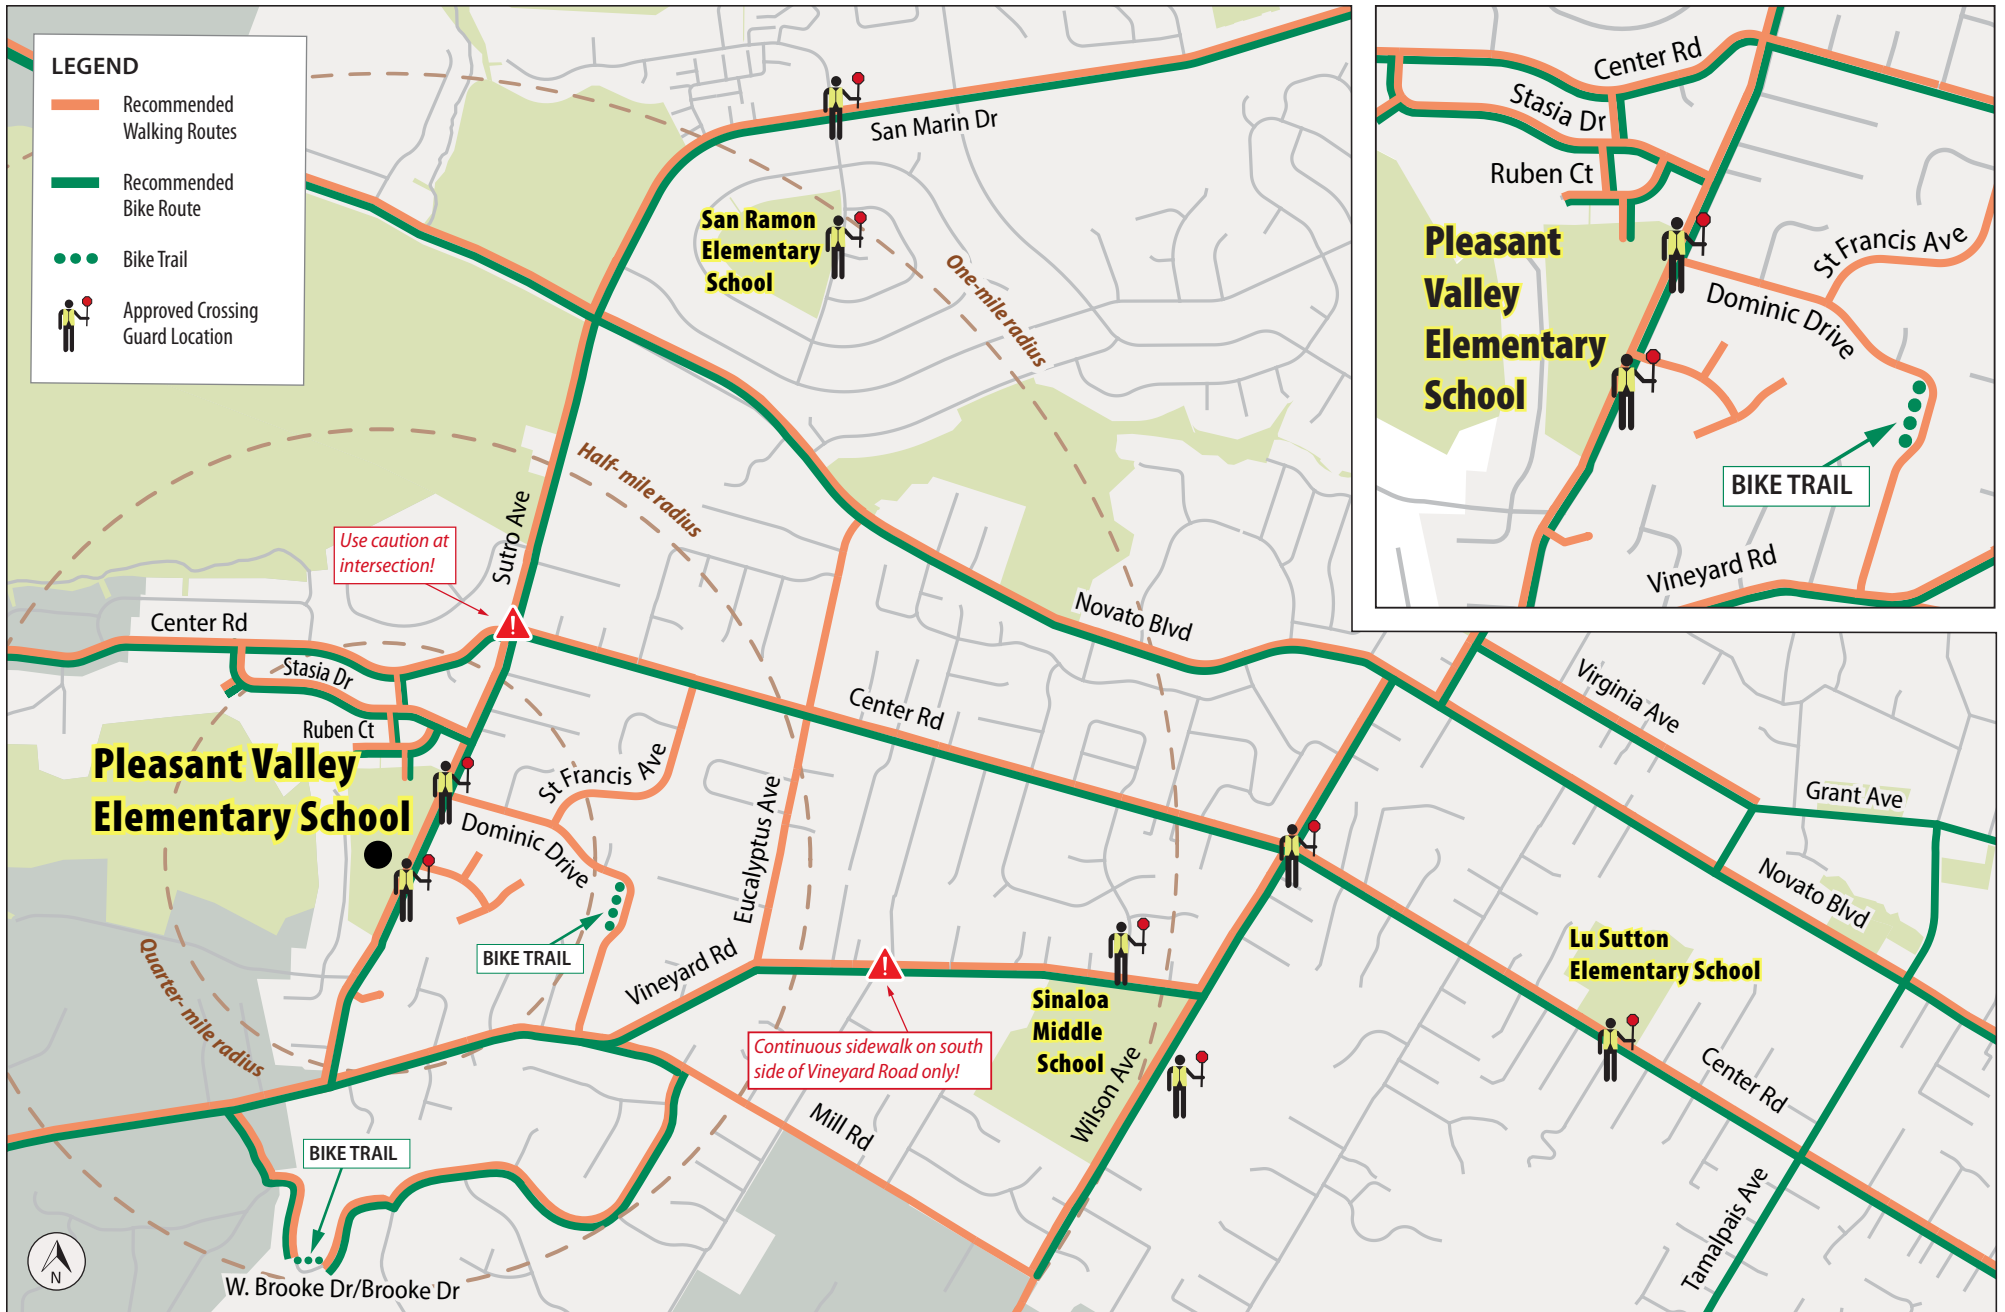 LEGEND
Recommended
Walking Routes
Recommended
Bike Route
Bike Trail
Approved Crossing
Guard Location
San Marin Dr
San Ramon
Elementary
School
One-mile radius
Half-mile radius
Sutro Ave
Use caution at
intersection!
Center Rd
Stasia Dr
Ruben Ct
Pleasant Valley
Elementary School
St Francis Ave
Dominic Drive
BIKE TRAIL
Eucalyptus Ave
Vineyard Rd
Center Rd
Novato Blvd
Quarter-mile radius
Continuous sidewalk on south
side of Vineyard Road only!
Sinaloa
Middle
School
Wilson Ave
Mill Rd
BIKE TRAIL
W. Brooke Dr/Brooke Dr
N
Virginia Ave
Grant Ave
Novato Blvd
Lu Sutton
Elementary School
Center Rd
Tamalpais Ave
Center Rd
Stasia Dr
Ruben Ct
Pleasant
Valley
Elementary
School
St Francis Ave
Dominic Drive
BIKE TRAIL
Vineyard Rd